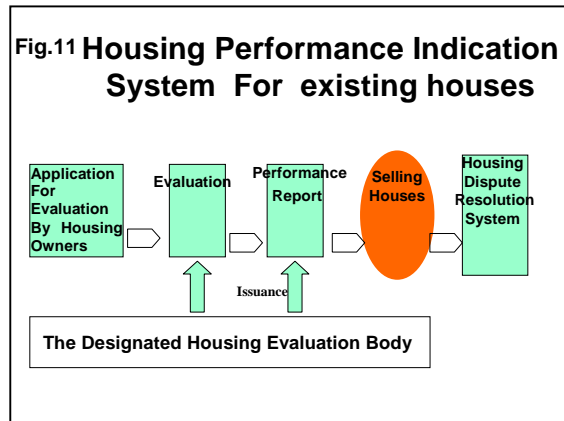 Fig.11 Housing Performance Indication
System For existing houses
Application
For
Evaluation
By Housing
Owners
Evaluation
Performance
Report
Selling
Houses
Housing
Dispute
Resolution
System
Issuance
The Designated Housing Evaluation Body